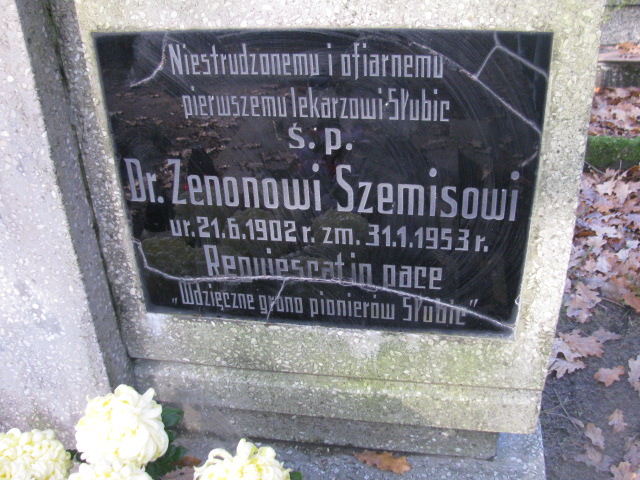 Niestrudzonemu i ofiarnemu
pierwszemu lekarzowi Słubic
ś. p.
Dr. Zenonowi Szemisowi
ur. 21.6.1902 r. zm. 31.1.1953 r.
Requiescat in pace
"Wdzięczne grono pionierów Słubic"